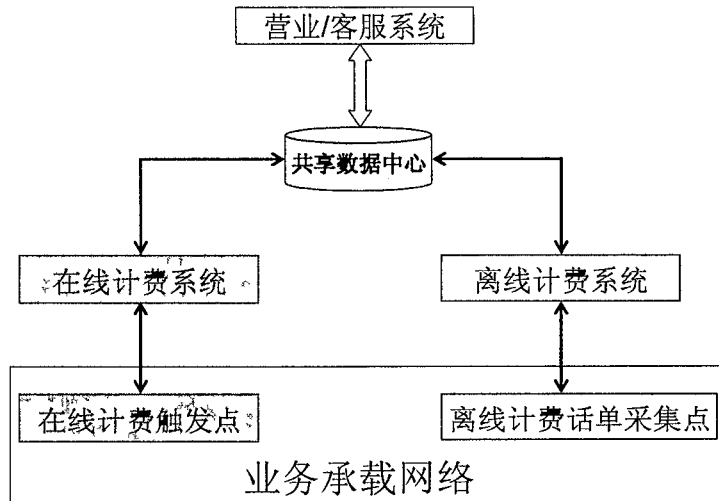 营业/客服系统
共享数据中心
在线计费系统
离线计费系统
在线计费触发点
离线计费话单采集点
业务承载网络